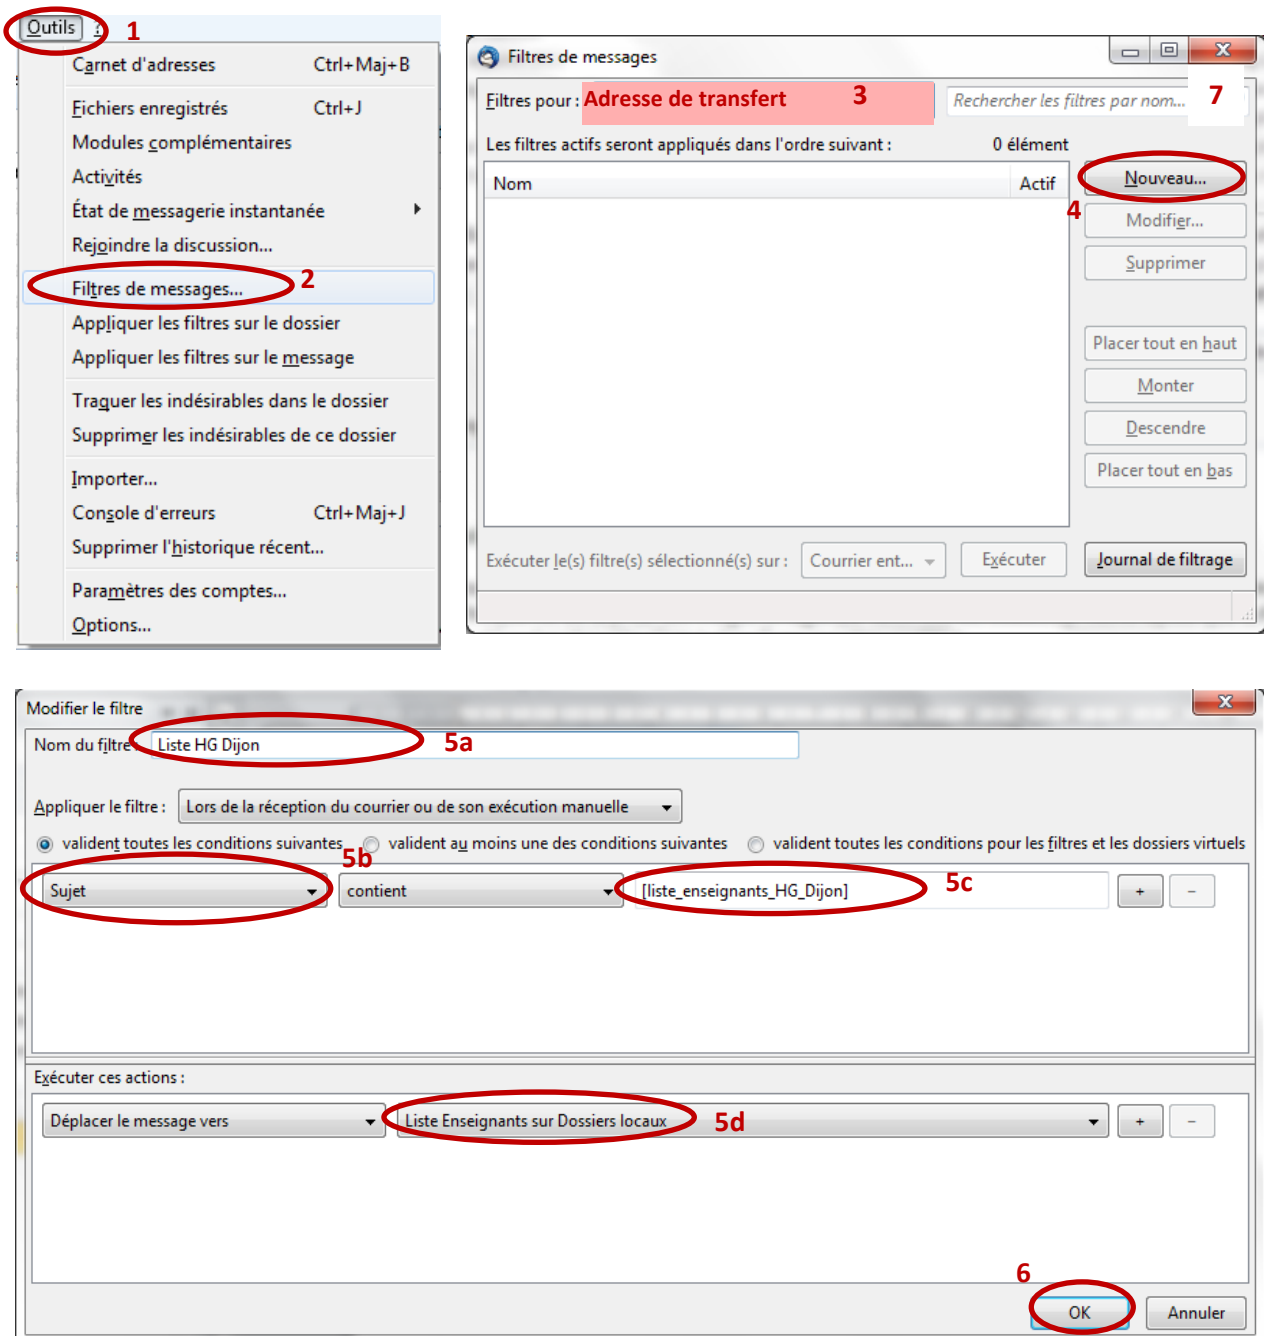 Outils ? 1
Carnet d'adresses Ctrl+Maj+B
Fichiers enregistrés Ctrl+J
Modules complémentaires
Activités
État de messagerie instantanée
Rejoindre la discussion...
Filtres de messages... 2
Appliquer les filtres sur le dossier
Appliquer les filtres sur le message
Traquer les indésirables dans le dossier
Supprimer les indésirables de ce dossier
Importer...
Console d'erreurs Ctrl+Maj+J
Supprimer l'historique récent...
Paramètres des comptes...
Options...
Filtres de messages
Filtres pour : Adresse de transfert 3 Rechercher les filtres par nom... 7
Les filtres actifs seront appliqués dans l'ordre suivant : 0 élément
Nom Actif
Nouveau...
4
Modifier...
Supprimer
Placer tout en haut
Monter
Descendre
Placer tout en bas
Exécuter le(s) filtre(s) sélectionné(s) sur : Courrier ent... Exécuter Journal de filtrage
Modifier le filtre
Nom du filtre : Liste HG Dijon 5a
Appliquer le filtre : Lors de la réception du courrier ou de son exécution manuelle
valident toutes les conditions suivantes valident au moins une des conditions suivantes valident toutes les conditions pour les filtres et les dossiers virtuels
5b
Sujet contient [liste_enseignants_HG_Dijon] 5c + -
Exécuter ces actions :
Déplacer le message vers Liste Enseignants sur Dossiers locaux 5d + -
6
OK Annuler